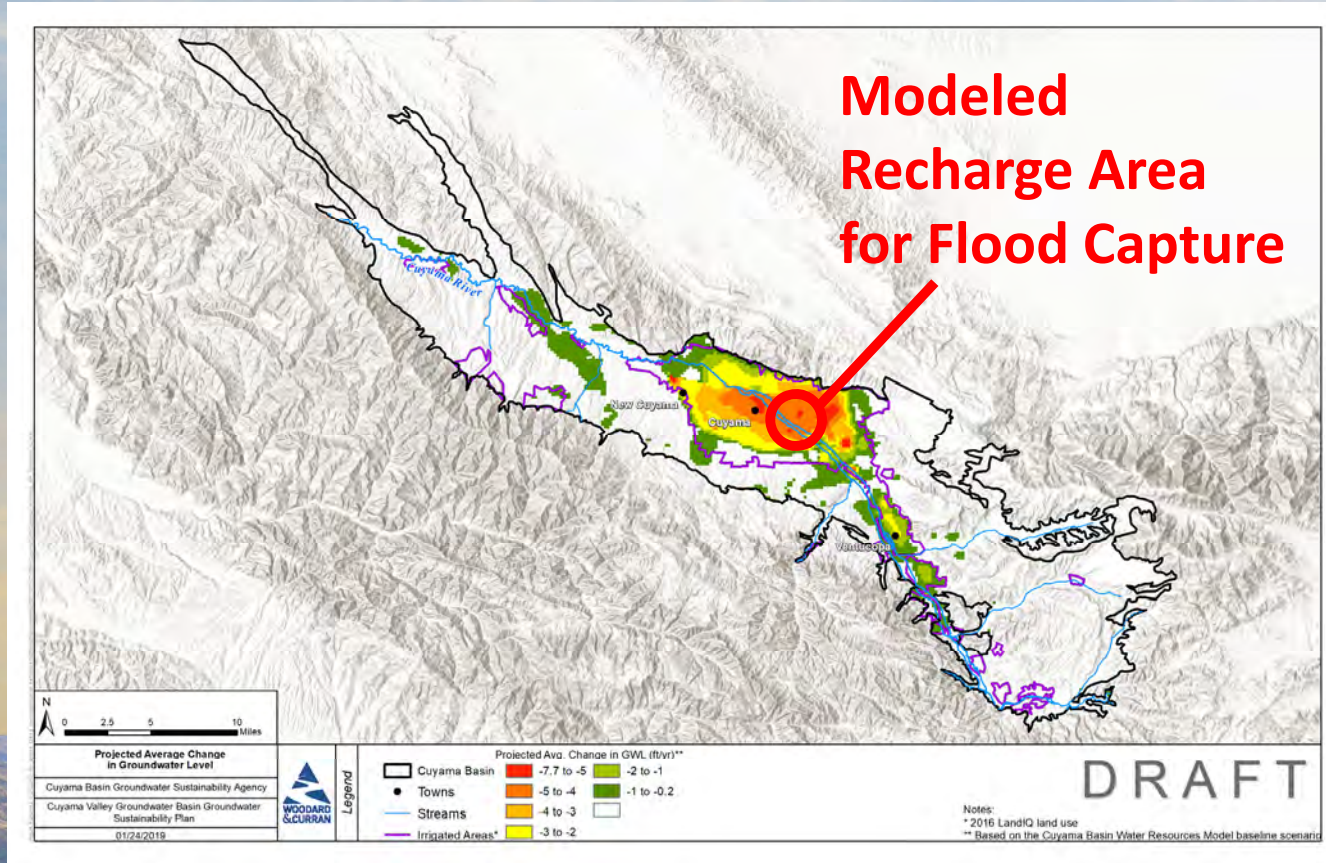 Modeled
Recharge Area
for Flood Capture
Cuyama River
New Cuyama
Cuyama
Ventucopa
N
0 2.5 5 10
Miles
Projected Average Change
in Groundwater Level
Cuyama Basin Groundwater Sustainability Agency
Cuyama Valley Groundwater Basin Groundwater
Sustainability Plan
01/24/2019
WOODARD
&CURRAN
Legend
Projected Avg. Change in GWL (ft/yr)**
Cuyama Basin
Towns
Streams
Irrigated Areas*
-7.7 to -5
-5 to -4
-4 to -3
-3 to -2
-2 to -1
-1 to -0.2
DRAFT
Notes:
* 2016 LandIQ land use
** Based on the Cuyama Basin Water Resources Model baseline scenario